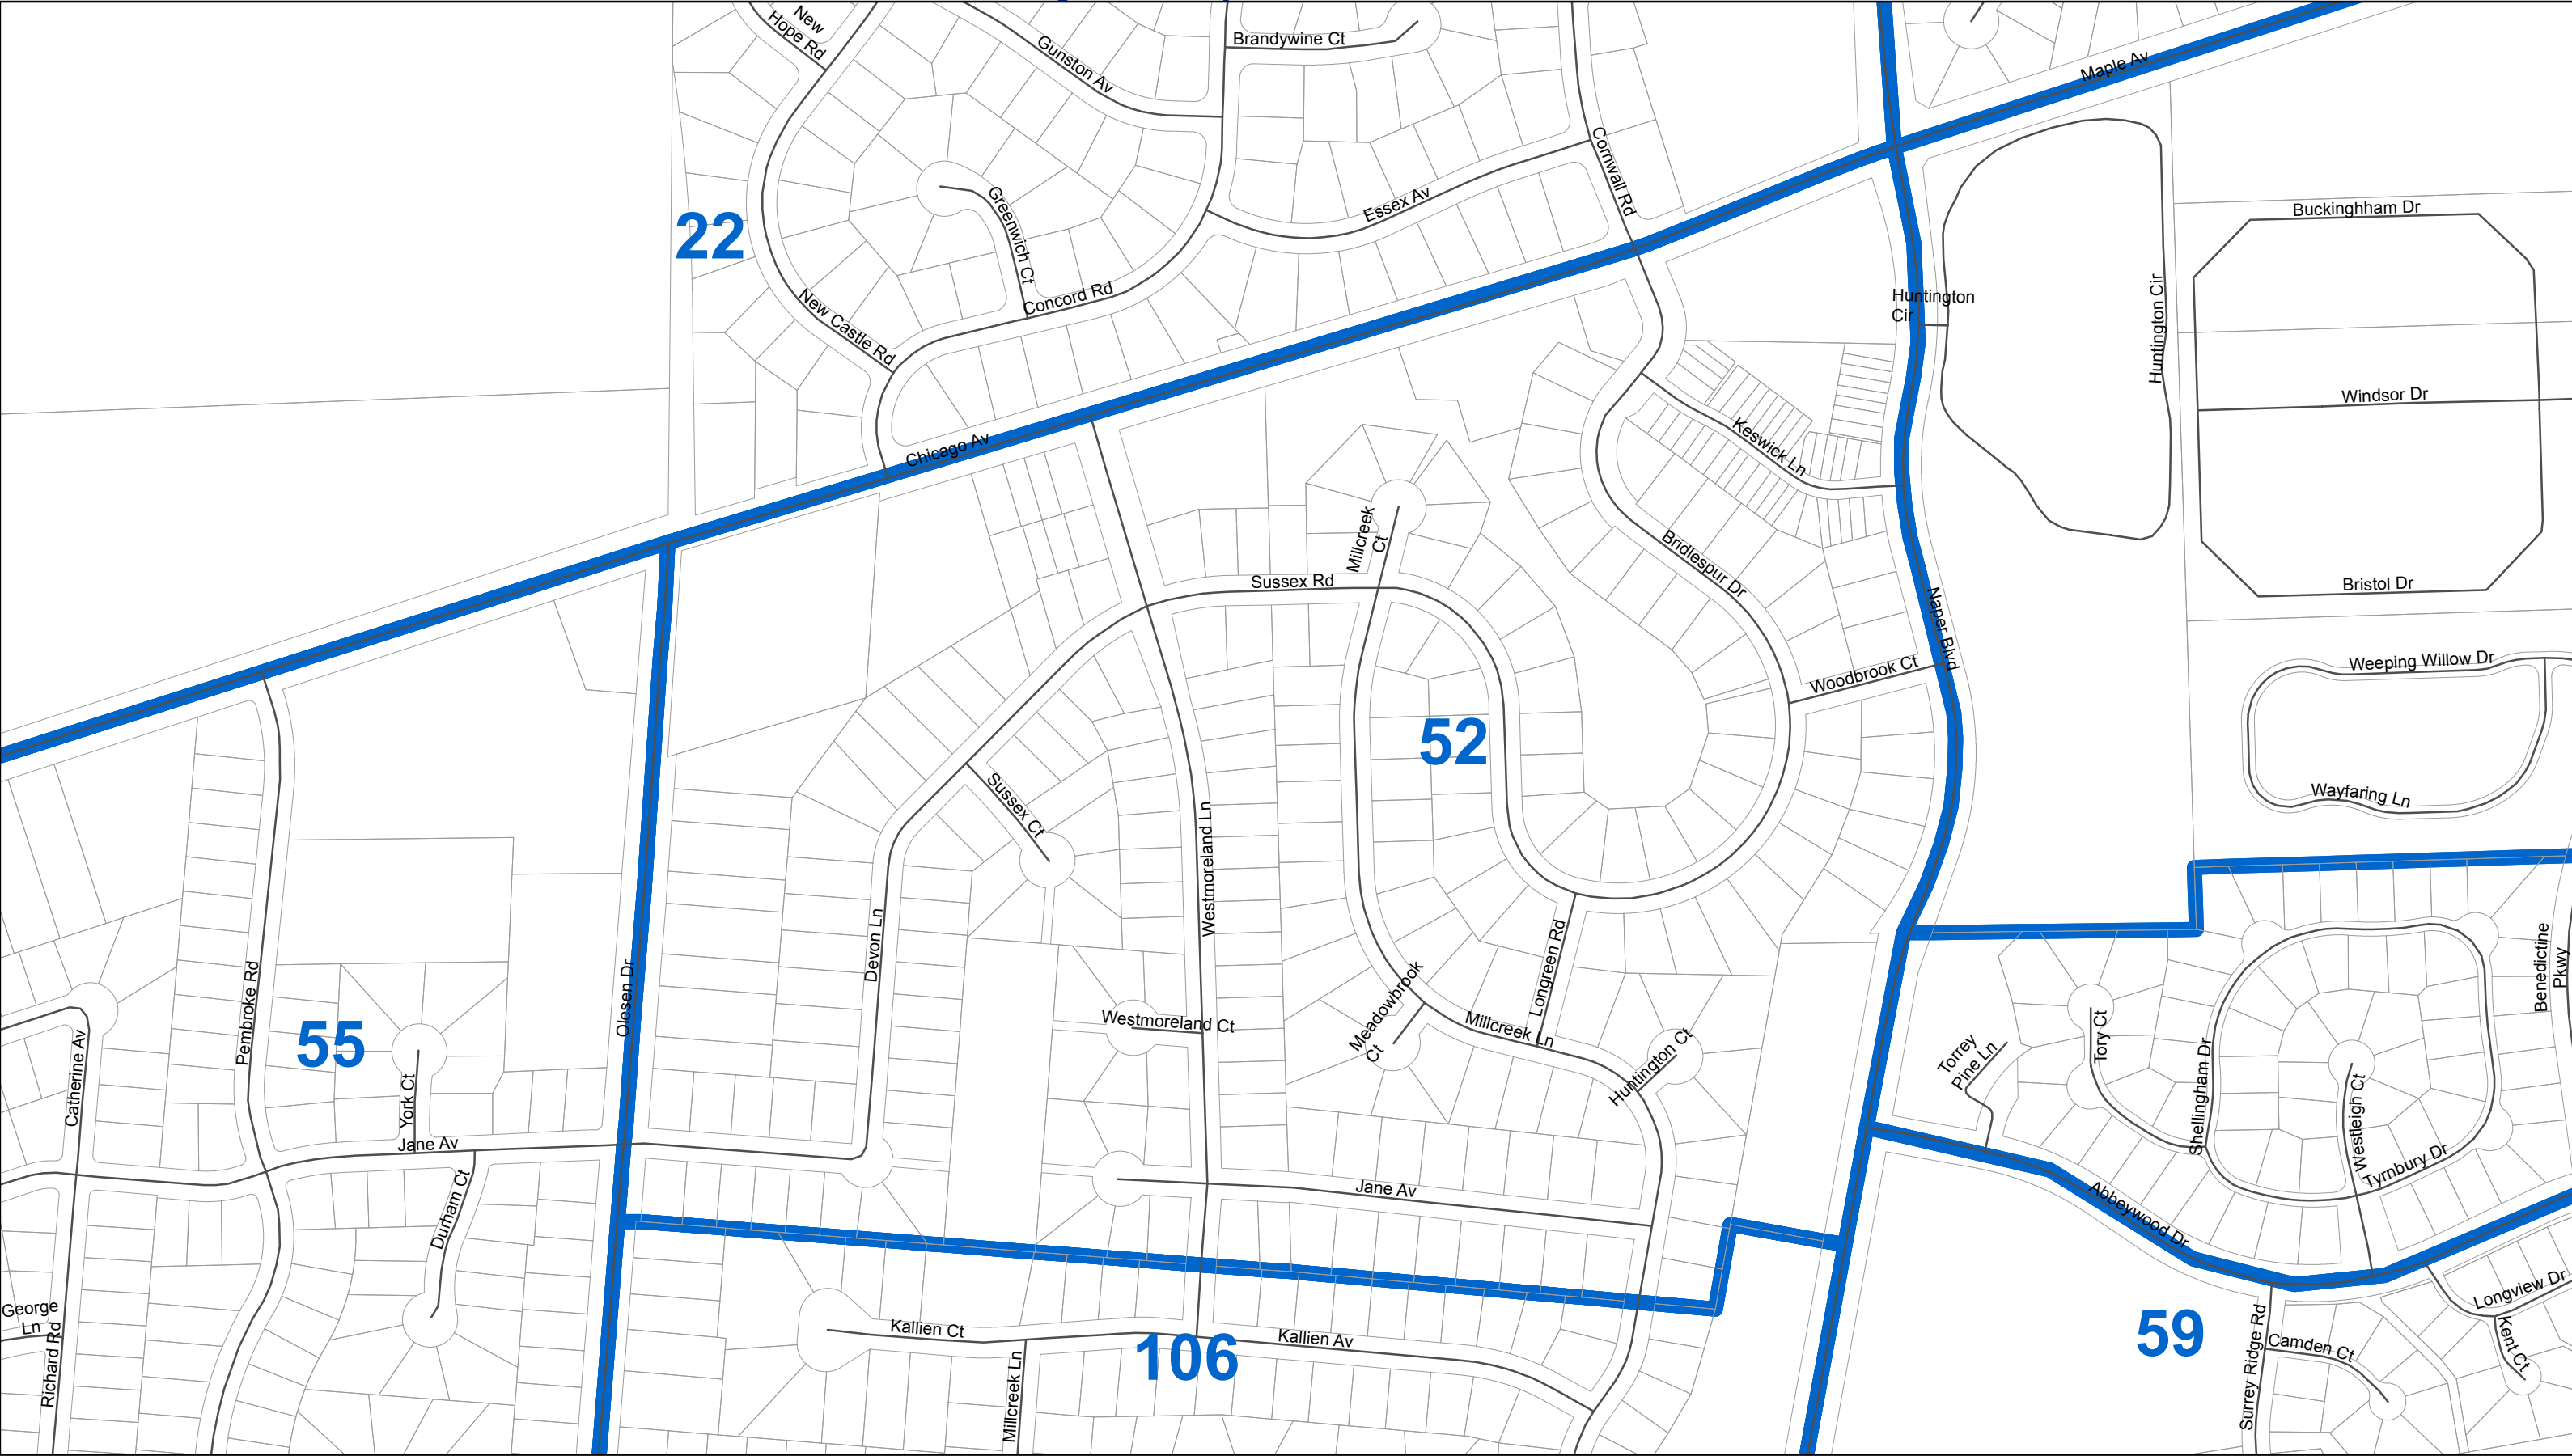 New
Hope Rd
Gunston Av
Brandywine Ct
Maple Av
Cornwall Rd
Essex Av
Greenwich Ct
22
Concord Rd
New Castle Rd
Buckinghham Dr
Huntington
Cir
Huntington Cir
Windsor Dr
Chicago Av
Keswick Ln
Millcreek
Ct
Bridlespur Dr
Sussex Rd
Bristol Dr
Naper Blvd
Woodbrook Ct
Weeping Willow Dr
52
Sussex Ct
Wayfaring Ln
Westmoreland Ln
Devon Ln
Olesen Dr
Pembroke Rd
Longreen Rd
Benedictine
Pkwy
55
Westmoreland Ct
Meadowbrook
Ct
Millcreek Ln
Huntington Ct
Torrey
Pine Ln
Tory Ct
Shellingham Dr
Westleigh Ct
Catherine Av
York Ct
Jane Av
Tyrnbury Dr
Jane Av
Durham Ct
Abbeywood Dr
George
Ln
Richard Rd
Kallien Ct
106
Kallien Av
Millcreek Ln
59
Longview Dr
Surrey Ridge Rd
Camden Ct
Kent Ct